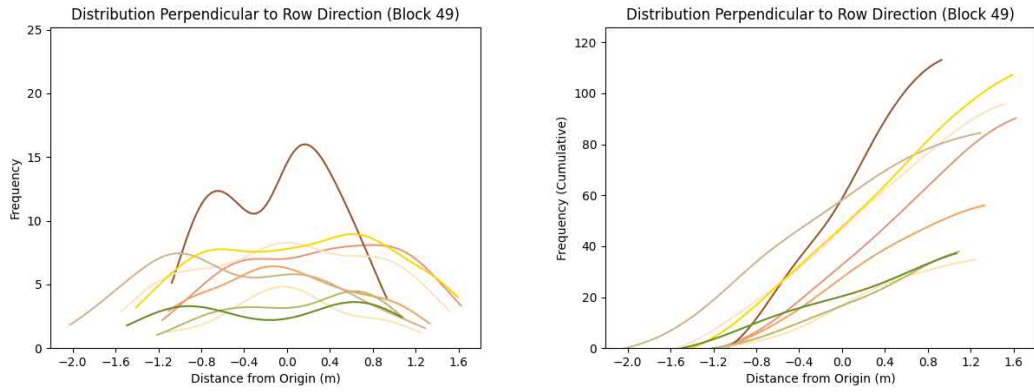 Distribution Perpendicular to Row Direction (Block 49)
25
20
15
10
5
0
Frequency
−2.0 −1.6 −1.2 −0.8 −0.4 0.0 0.4 0.8 1.2 1.6
Distance from Origin (m)
Distribution Perpendicular to Row Direction (Block 49)
120
100
80
60
40
20
0
Frequency (Cumulative)
−2.0 −1.6 −1.2 −0.8 −0.4 0.0 0.4 0.8 1.2 1.6
Distance from Origin (m)